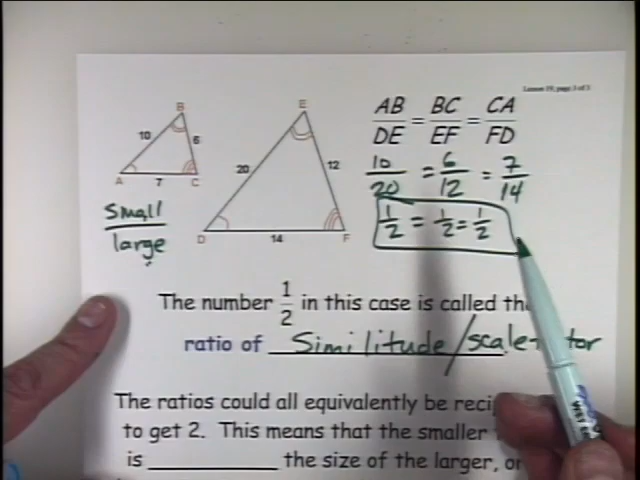 Lesson 19, page 3 of 3
B
10
6
A
7
C
E
20
12
D
14
F
AB/DE = BC/EF = CA/FD
10/20 = 6/12 = 7/14
1/2 = 1/2 = 1/2
Small
large
The number 1/2 in this case is called the
ratio of Similitude/scale
The ratios could all equivalently be
to get 2. This means that the smaller
is ________ the size of the larger, or